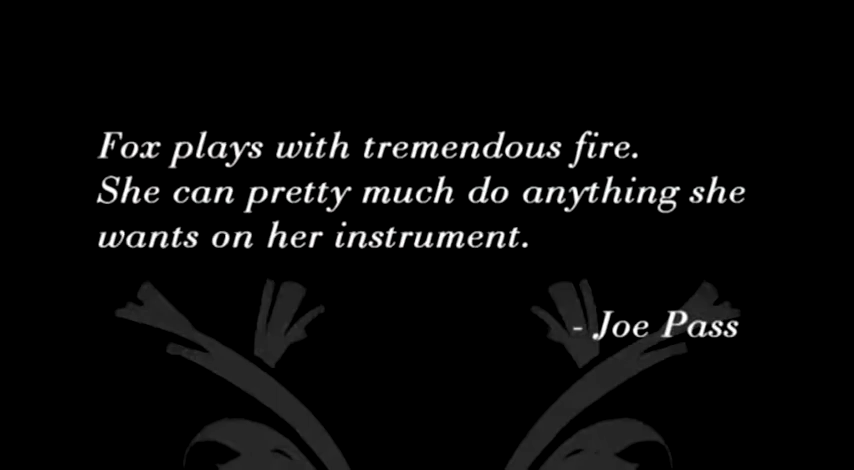 Fox plays with tremendous fire.
She can pretty much do anything she
wants on her instrument.
- Joe Pass